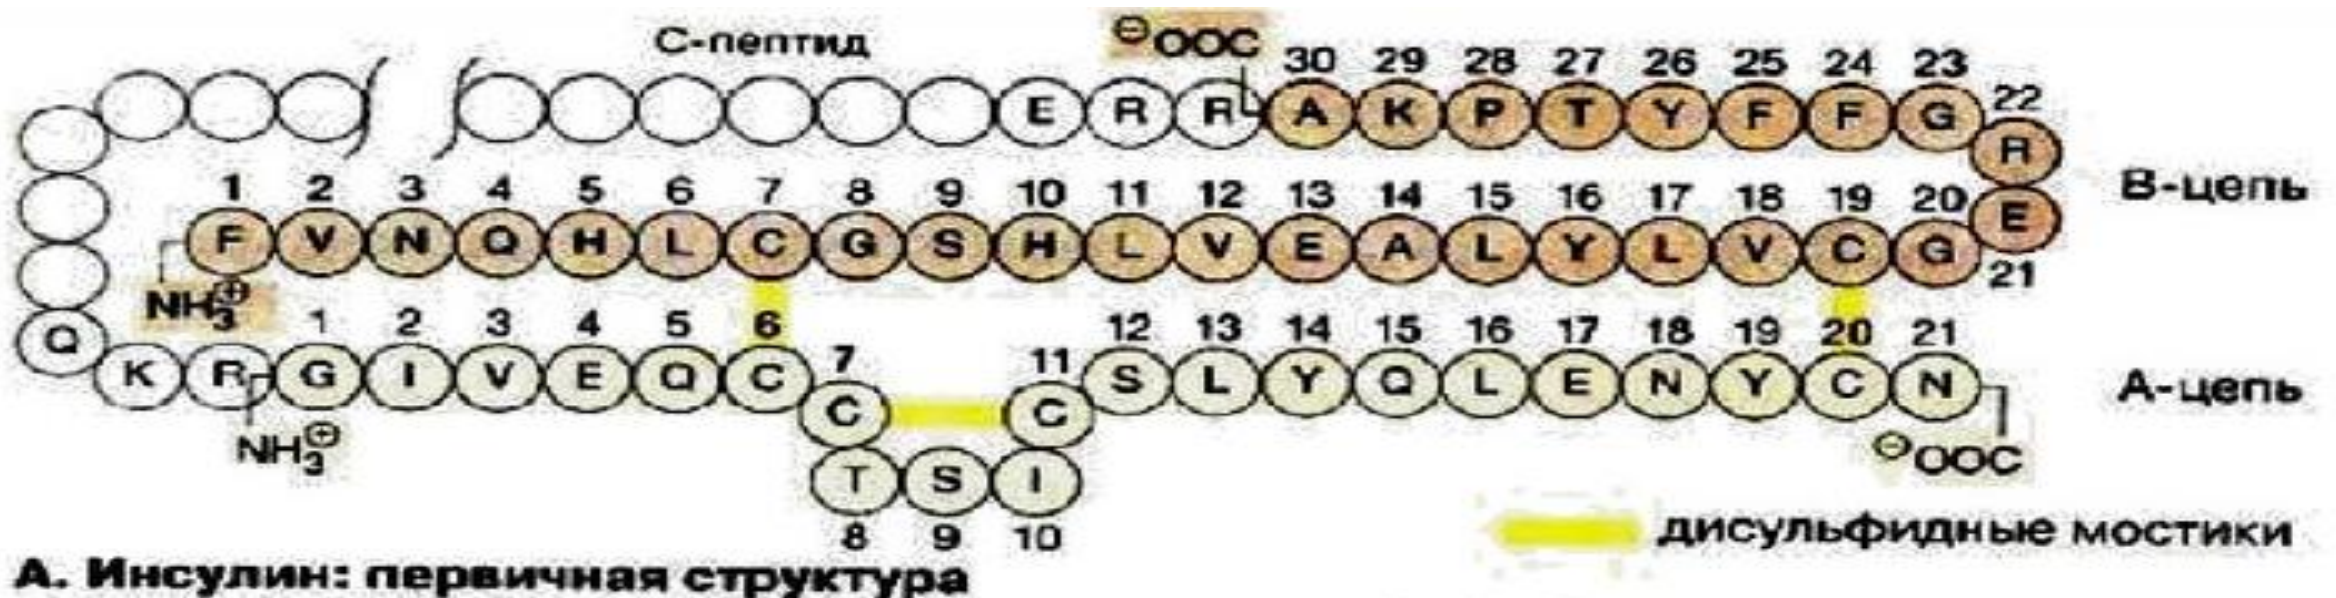 С-пептид
⊖OOC
30 29 28 27 26 25 24 23
E R R A K P T Y F F G
22
R
1 2 3 4 5 6 7 8 9 10 11 12 13 14 15 16 17 18 19 20
В-цепь
F V N Q H L C G S H L V E A L Y L V C G
E
21
NH3⊕
1 2 3 4 5 6
7
11
12 13 14 15 16 17 18 19 20 21
Q
K R G I V E Q C
S L Y Q L E N Y C N
А-цепь
C C
NH3⊕
⊖OOC
T S I
8 9 10
дисульфидные мостики
А. Инсулин: первичная структура